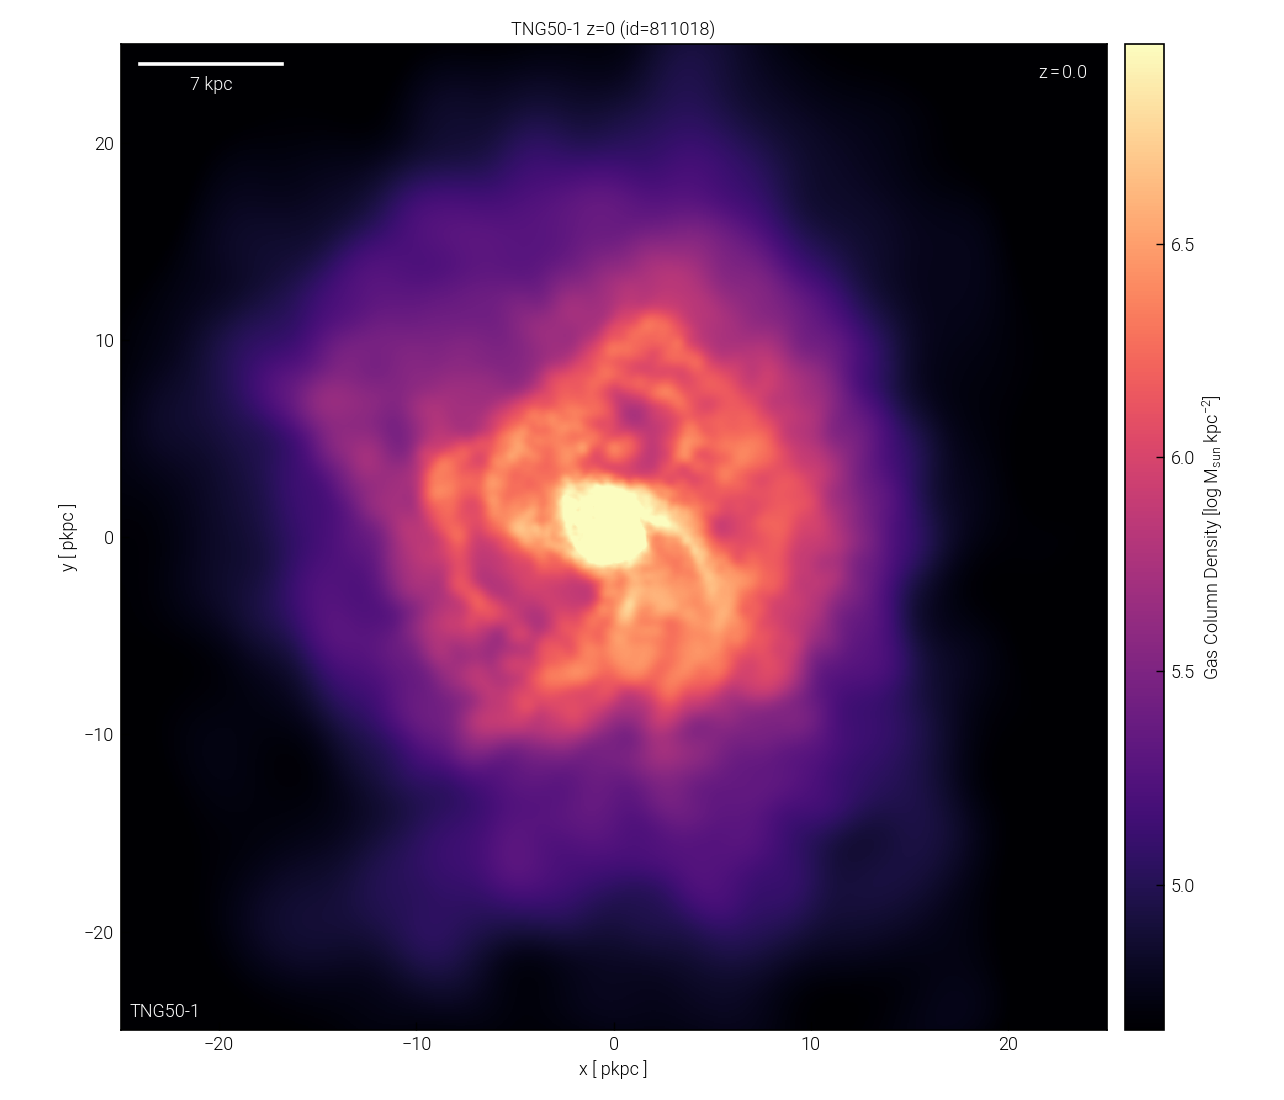 TNG50-1 z=0 (id=811018)
7 kpc
z=0.0
TNG50-1
20
10
0
−10
−20
y [ pkpc ]
−20
−10
0
10
20
x [ pkpc ]
6.5
6.0
5.5
5.0
Gas Column Density [log Msun kpc−2]